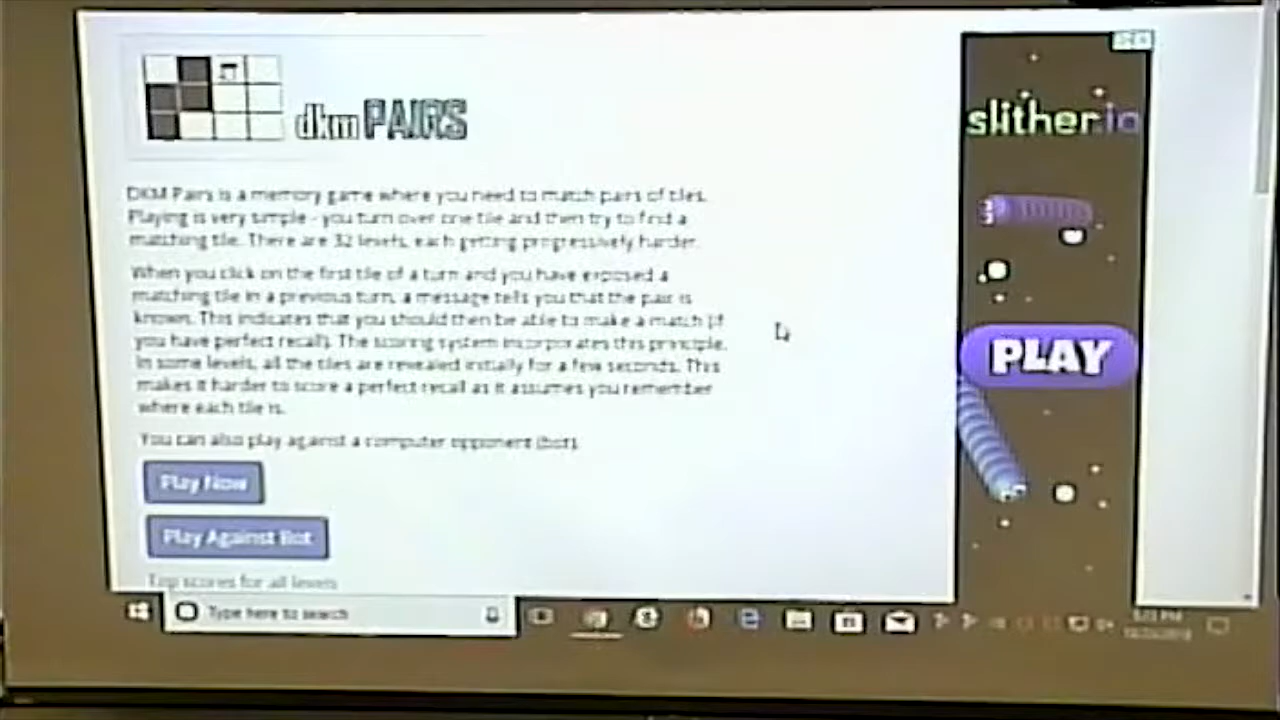 dkm PAIRS
DKM Pairs is a memory game where you need to match pairs of tiles.
Playing is very simple - you turn over one tile and then try to find a
matching tile. There are 32 levels, each getting progressively harder.
When you click on the first tile of a turn and you have exposed a
matching tile in a previous turn, a message tells you that the pair is
known. This indicates that you should then be able to make a match (if
you have perfect recall). The scoring system incorporates this principle.
In some levels, all the tiles are revealed initially for a few seconds. This
makes it harder to score a perfect recall as it assumes you remember
where each tile is.
You can also play against a computer opponent (bot).
Play Now
Play Against Bot
Top scores for all levels
slither.io
PLAY
Type here to search